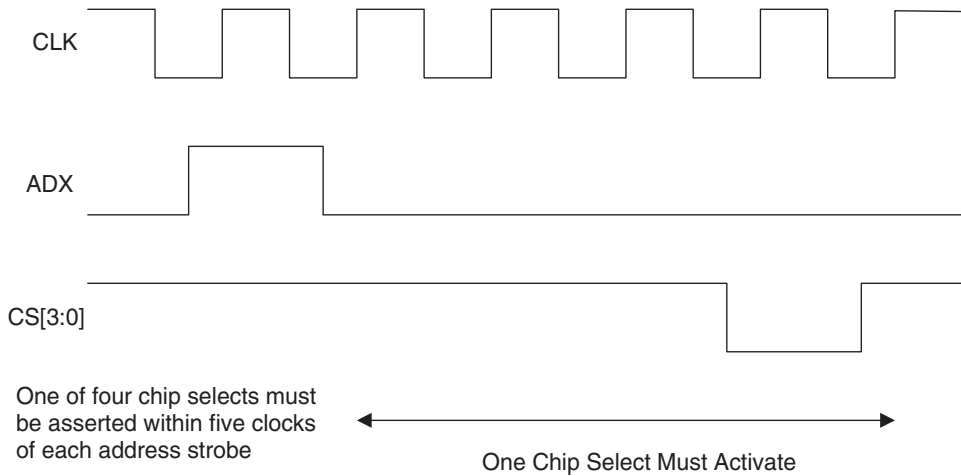 CLK
ADX
CS[3:0]
One of four chip selects must
be asserted within five clocks
of each address strobe
One Chip Select Must Activate